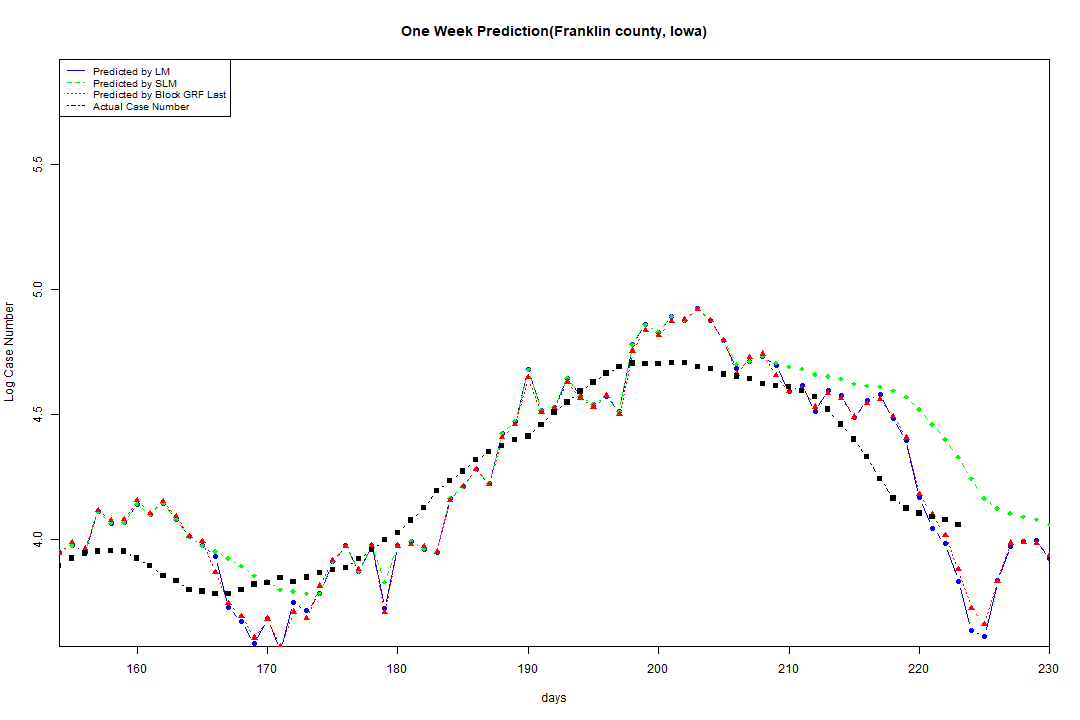 One Week Prediction(Franklin county, Iowa)
Predicted by LM
Predicted by SLM
Predicted by Block GRF Last
Actual Case Number
5.5
5.0
4.5
4.0
Log Case Number
160 170 180 190 200 210 220 230
days